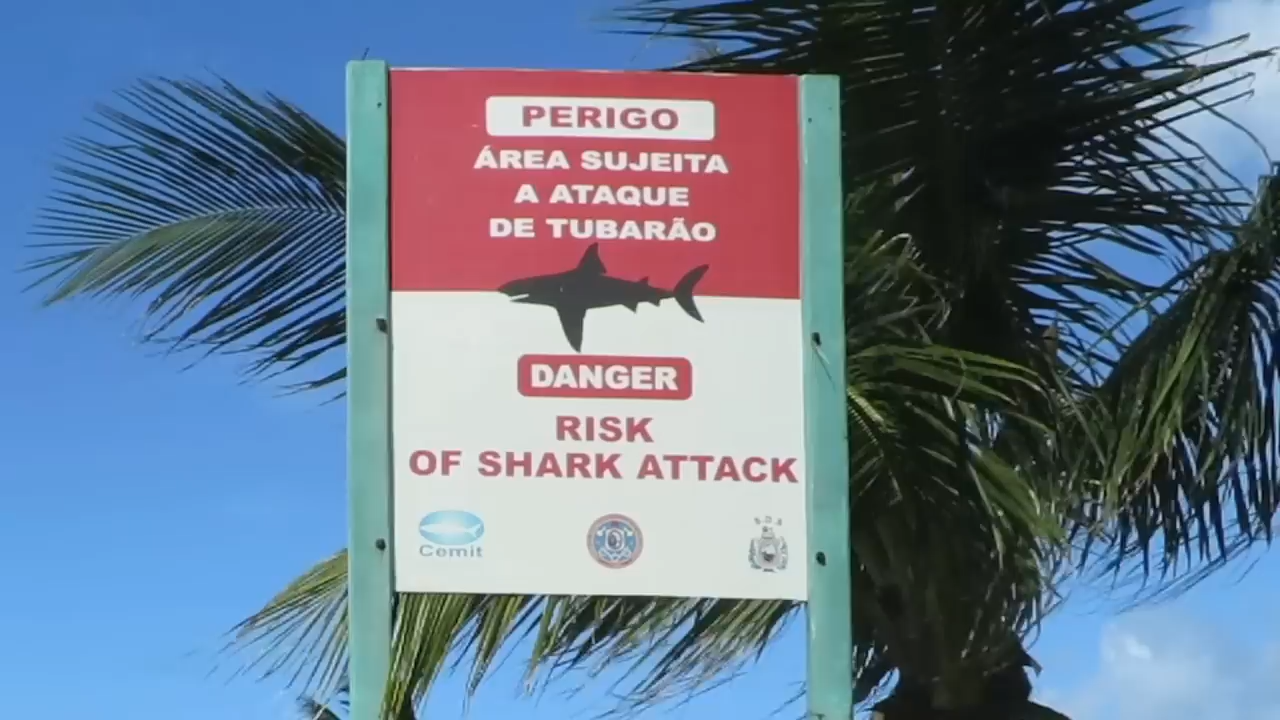 PERIGO
ÁREA SUJEITA
A ATAQUE
DE TUBARÃO
DANGER
RISK
OF SHARK ATTACK
Cemit